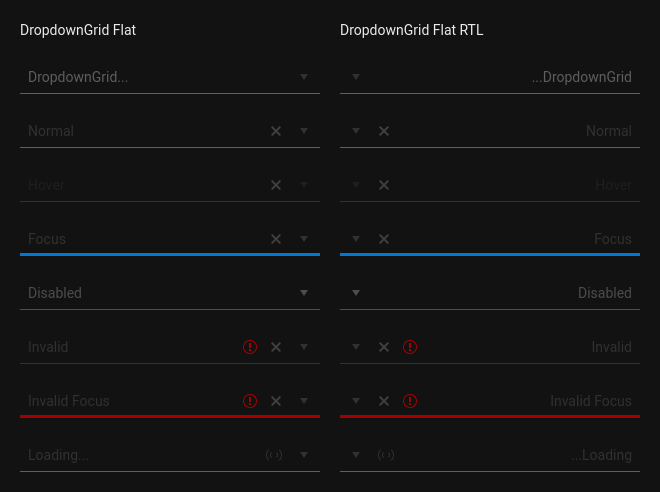 DropdownGrid Flat
DropdownGrid...
Normal
Hover
Focus
Disabled
Invalid
Invalid Focus
Loading...
DropdownGrid Flat RTL
...DropdownGrid
Normal
Hover
Focus
Disabled
Invalid
Invalid Focus
...Loading